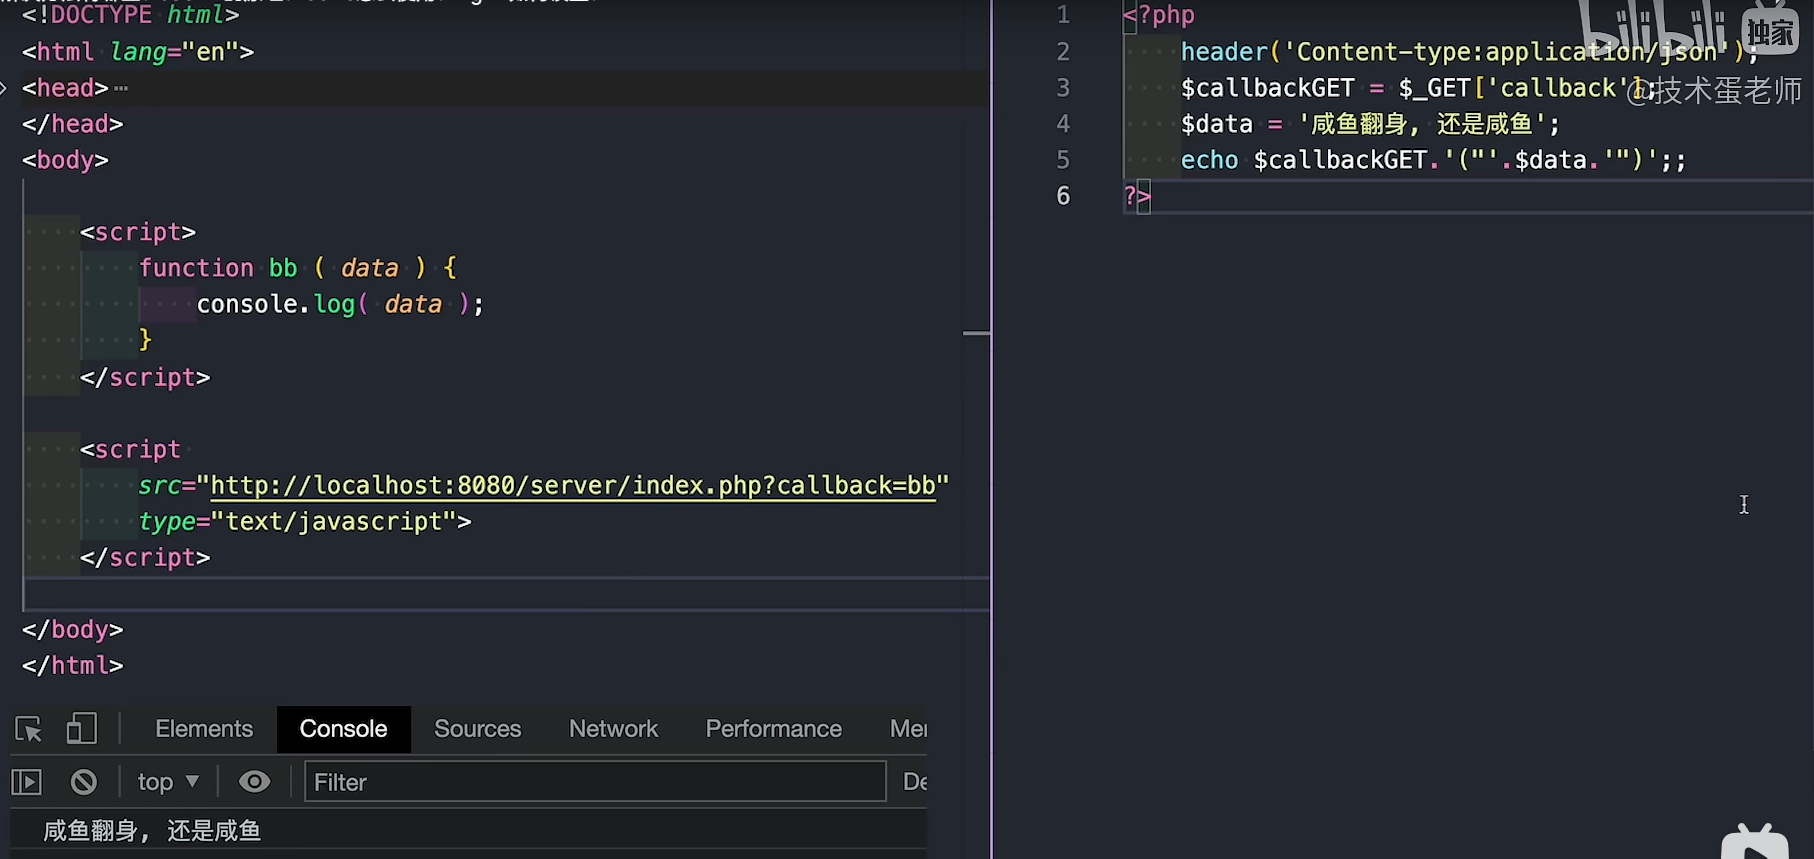 <!DOCTYPE html>
<html lang="en">
<head>…
</head>
<body>
<script>
function bb ( data ) {
console.log( data );
}
</script>
<script
src="http://localhost:8080/server/index.php?callback=bb"
type="text/javascript">
</script>
</body>
</html>
Elements Console Sources Network Performance
top ▼ Filter
咸鱼翻身, 还是咸鱼
1 <?php
2 header('Content-type:application/json');
3 $callbackGET = $_GET['callback'];
4 $data = '咸鱼翻身, 还是咸鱼';
5 echo $callbackGET.'("'.$data.'")';;
6 ?>
bilibili 独家
@技术蛋老师